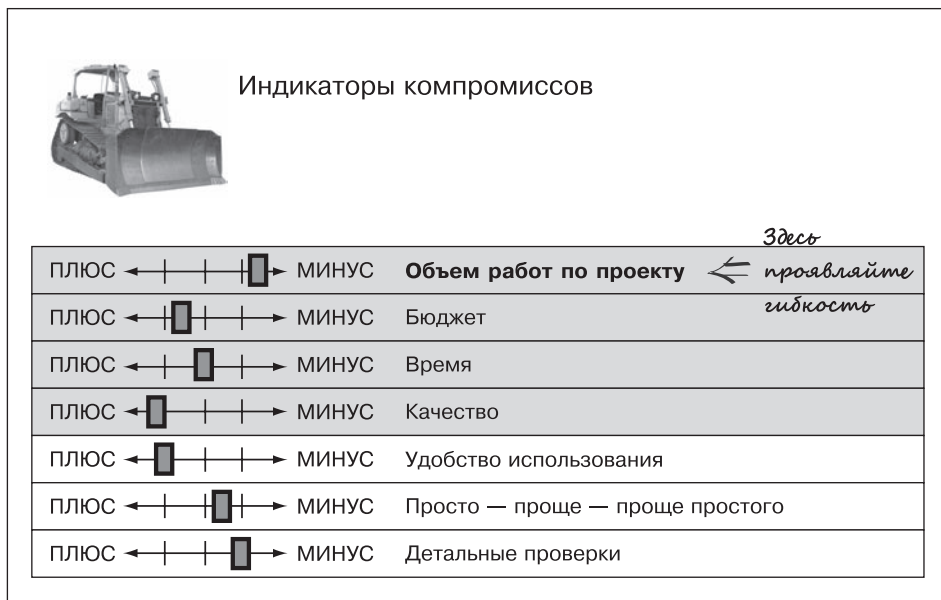 Индикаторы компромиссов
ПЛЮС МИНУС Объем работ по проекту
Здесь
проявляйте
гибкость
ПЛЮС МИНУС Бюджет
ПЛЮС МИНУС Время
ПЛЮС МИНУС Качество
ПЛЮС МИНУС Удобство использования
ПЛЮС МИНУС Просто — проще — проще простого
ПЛЮС МИНУС Детальные проверки